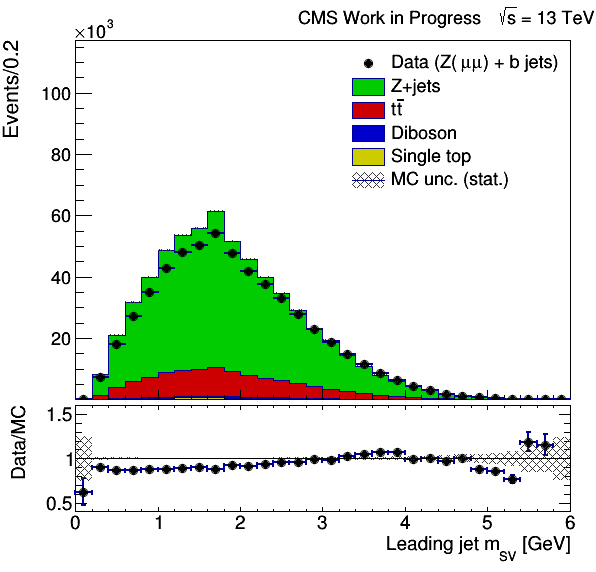 CMS Work in Progress √s = 13 TeV
×10³
Events/0.2
Data (Z(μμ) + b jets)
Z+jets
tt̅
Diboson
Single top
MC unc. (stat.)
100
80
60
40
20
Data/MC
1.5
1
0.5
0 1 2 3 4 5 6
Leading jet m_SV [GeV]